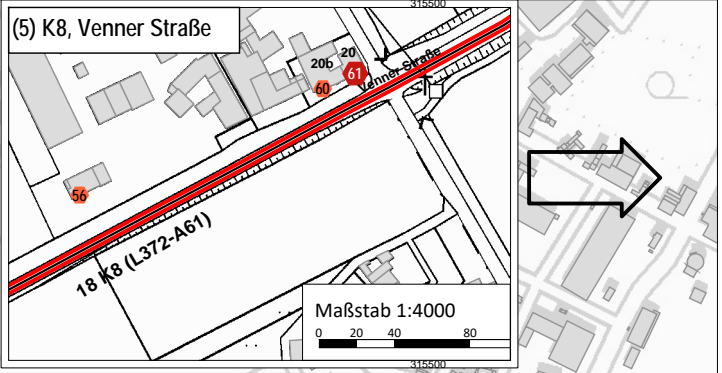 315500
(5) K8, Venner Straße
20
20b
61
Venner Straße
60
56
18 K8 (L372-A61)
Maßstab 1:4000
0 20 40 80
315500